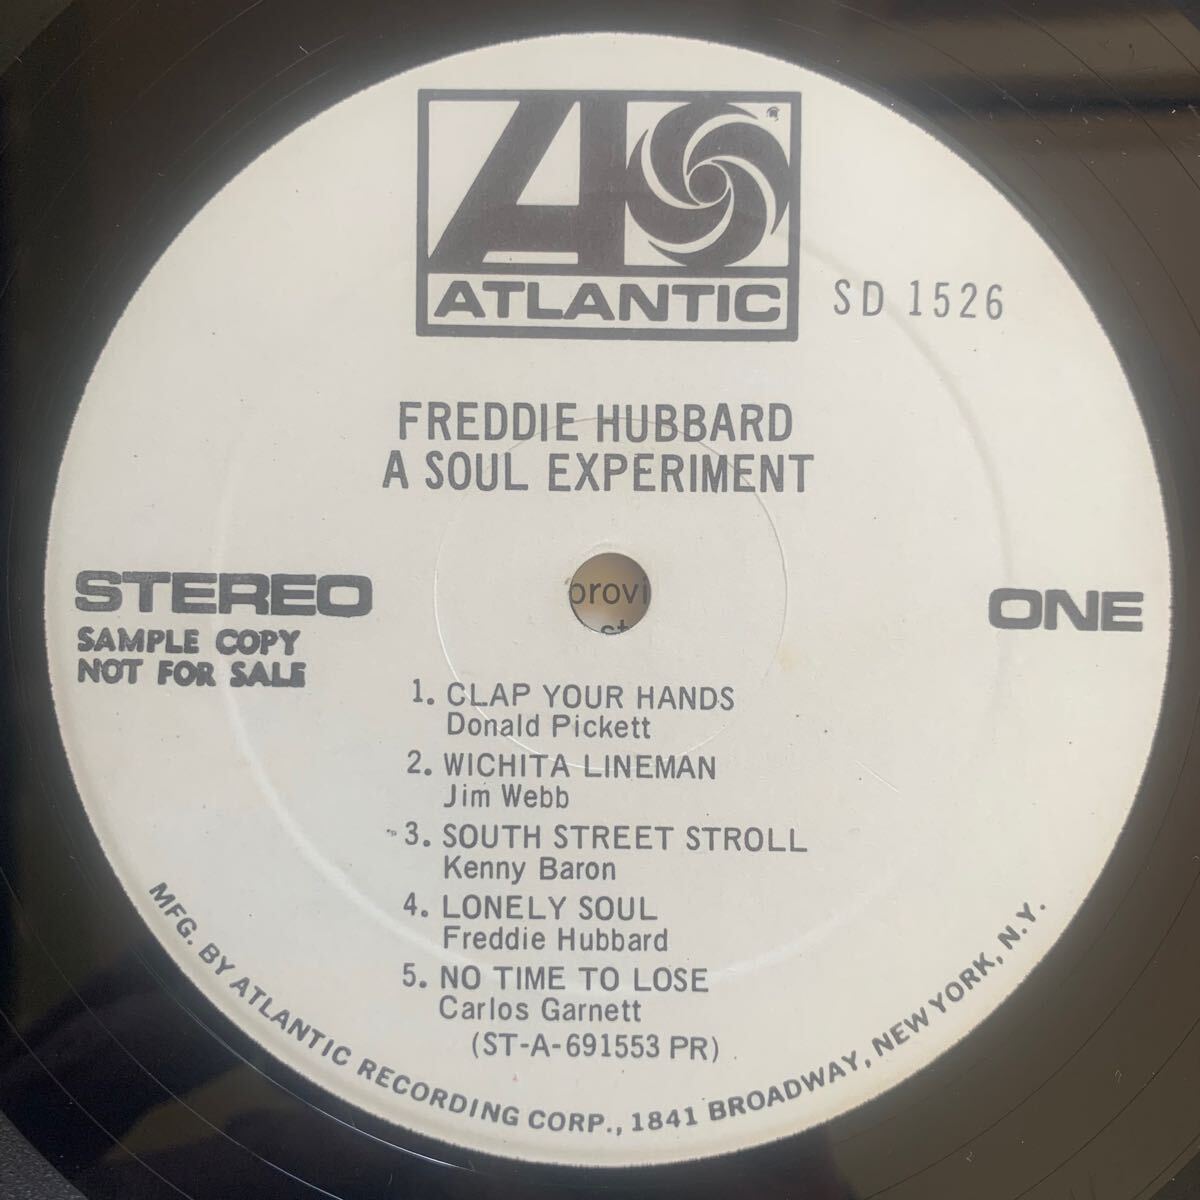 ATLANTIC
SD 1526
FREDDIE HUBBARD
A SOUL EXPERIMENT
STEREO
SAMPLE COPY
NOT FOR SALE
ONE
provi
st
1. CLAP YOUR HANDS
Donald Pickett
2. WICHITA LINEMAN
Jim Webb
3. SOUTH STREET STROLL
Kenny Baron
4. LONELY SOUL
Freddie Hubbard
5. NO TIME TO LOSE
Carlos Garnett
(ST-A-691553 PR)
MFG. BY ATLANTIC RECORDING CORP., 1841 BROADWAY, NEW YORK, N.Y.